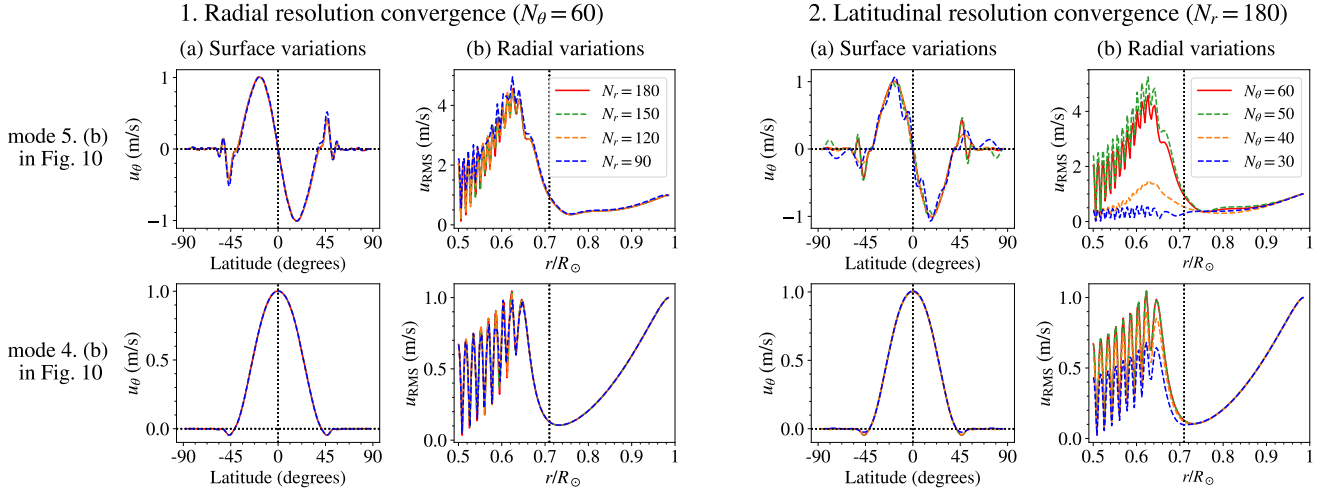 1. Radial resolution convergence (Nθ = 60)
2. Latitudinal resolution convergence (Nr = 180)
(a) Surface variations
(b) Radial variations
(a) Surface variations
(b) Radial variations
mode 5. (b)
in Fig. 10
uθ (m/s)
1
0
−1
-90 -45 0 45 90
Latitude (degrees)
uRMS (m/s)
4
2
0
0.5 0.6 0.7 0.8 0.9 1
r/R⊙
Nr = 180
Nr = 150
Nr = 120
Nr = 90
uθ (m/s)
1
0
−1
-90 -45 0 45 90
Latitude (degrees)
uRMS (m/s)
4
2
0
0.5 0.6 0.7 0.8 0.9 1
r/R⊙
Nθ = 60
Nθ = 50
Nθ = 40
Nθ = 30
mode 4. (b)
in Fig. 10
uθ (m/s)
1.0
0.5
0.0
-90 -45 0 45 90
Latitude (degrees)
uRMS (m/s)
1.0
0.5
0.0
0.5 0.6 0.7 0.8 0.9 1
r/R⊙
uθ (m/s)
1.0
0.5
0.0
-90 -45 0 45 90
Latitude (degrees)
uRMS (m/s)
1.0
0.5
0.0
0.5 0.6 0.7 0.8 0.9 1
r/R⊙